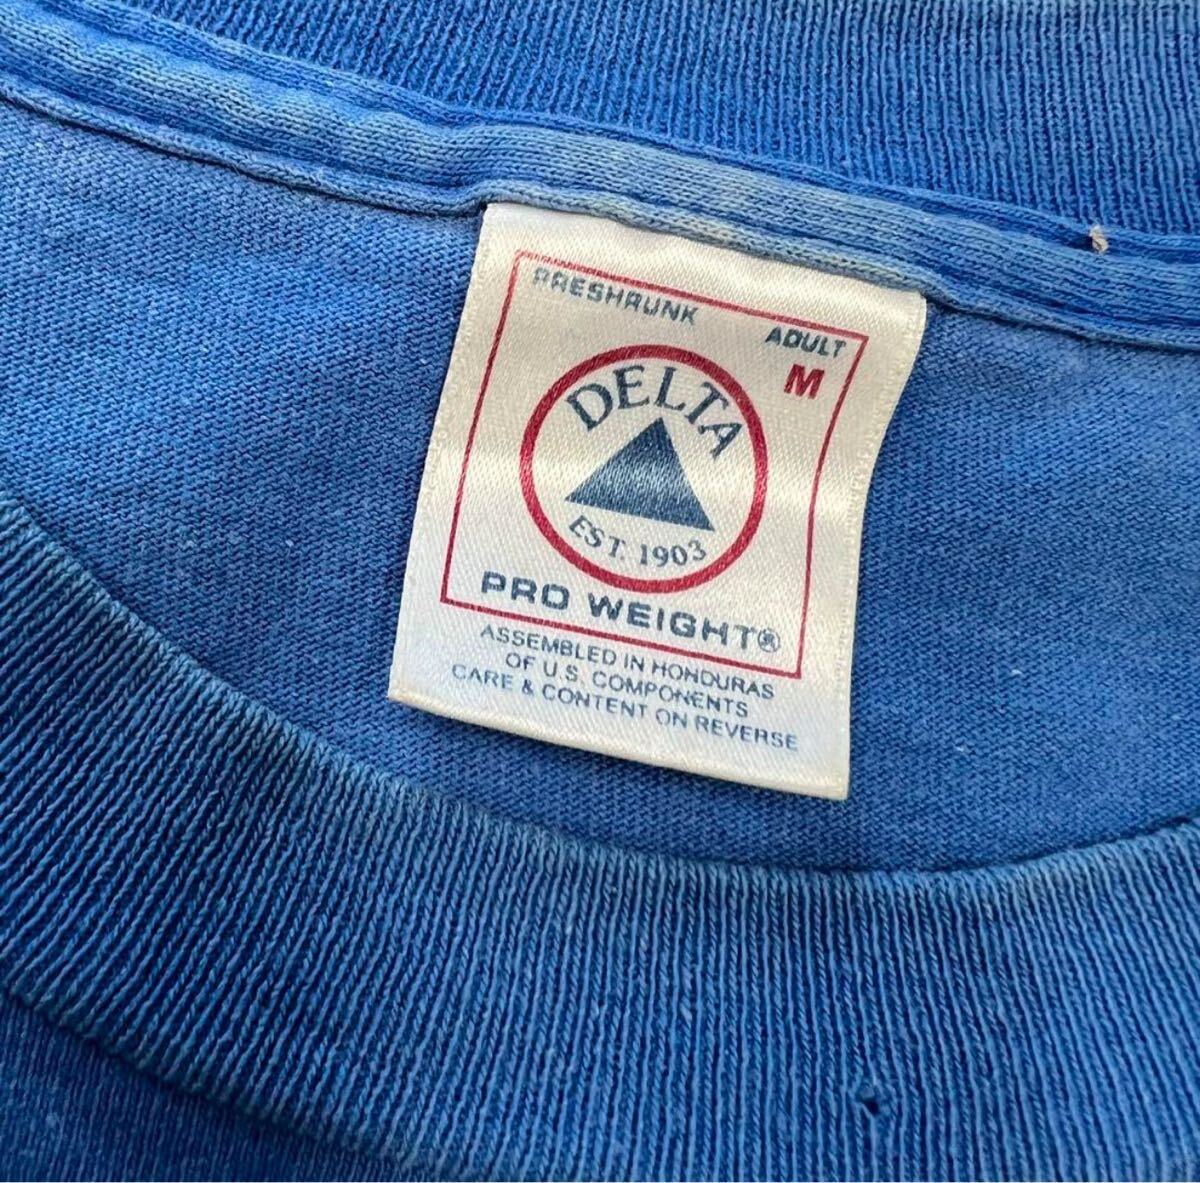 PRESHRUNK
ADULT
M
DELTA
EST. 1903
PRO WEIGHT®
ASSEMBLED IN HONDURAS
OF U.S. COMPONENTS
CARE & CONTENT ON REVERSE